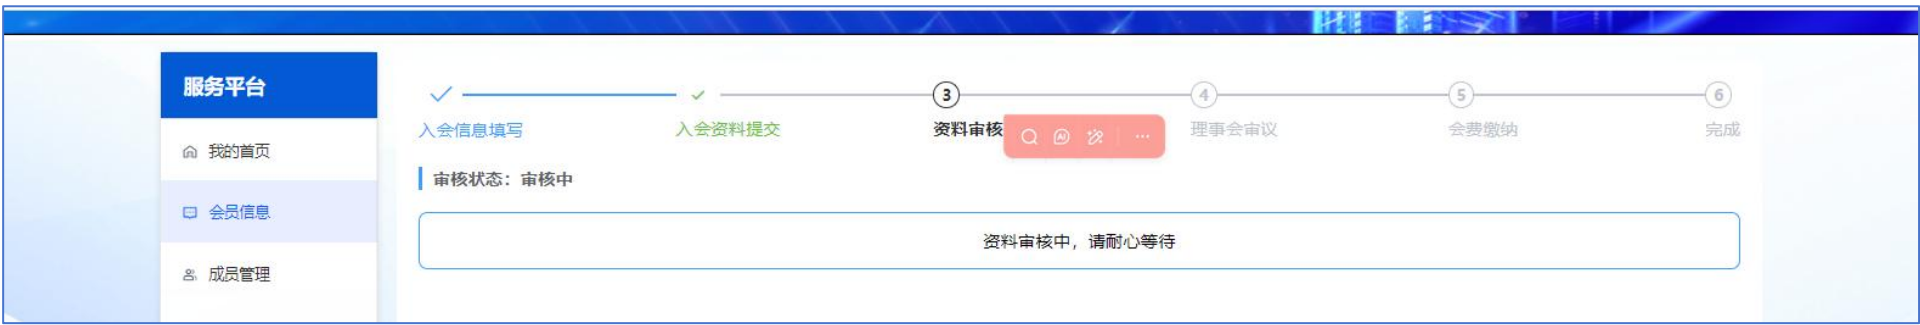 服务平台
我的首页
会员信息
成员管理
入会信息填写
入会资料提交
3
资料审核
4
理事会审议
5
会费缴纳
6
完成
审核状态：审核中
资料审核中，请耐心等待
AI